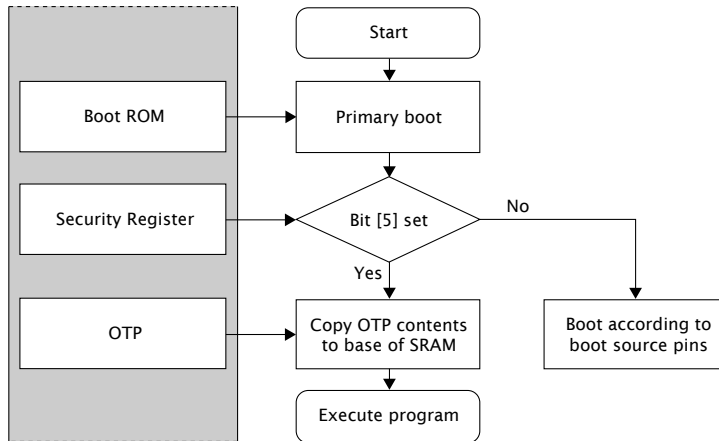 Start
Boot ROM
Primary boot
Security Register
Bit [5] set
No
Yes
OTP
Copy OTP contents
to base of SRAM
Boot according to
boot source pins
Execute program